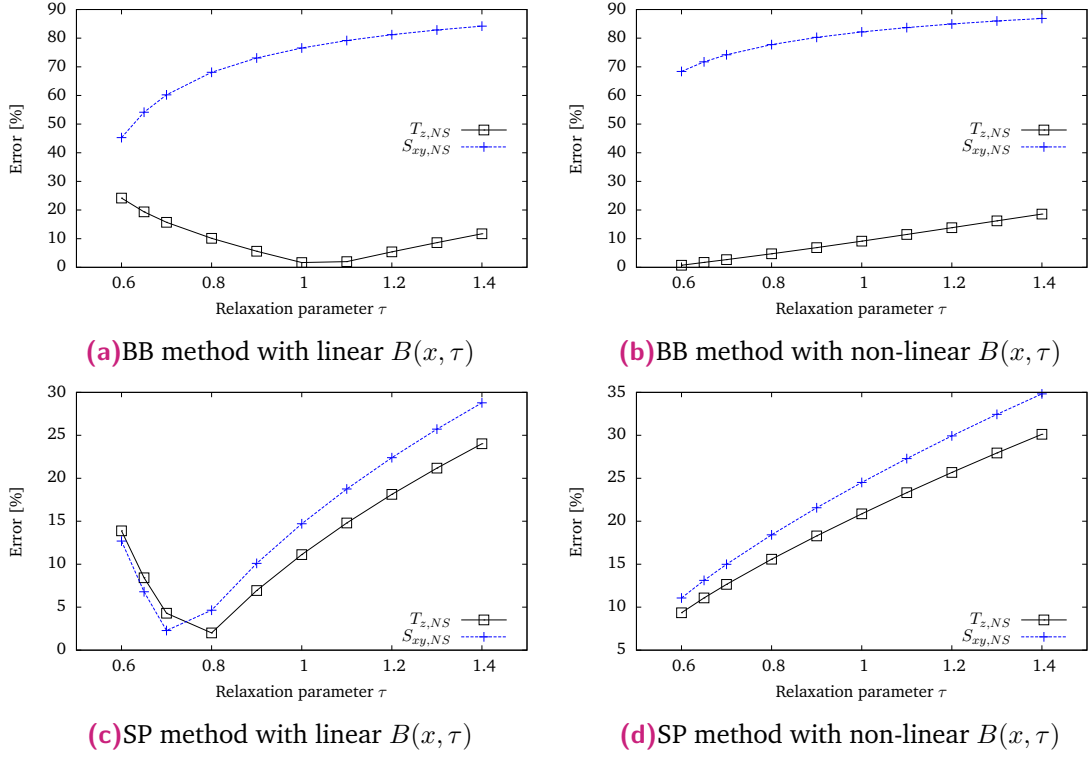 90
80
70
60
50
40
30
20
10
0
Error [%]
T_{z,NS}
S_{xy,NS}
0.6 0.8 1 1.2 1.4
Relaxation parameter τ
(a)BB method with linear B(x, τ)
90
80
70
60
50
40
30
20
10
0
Error [%]
T_{z,NS}
S_{xy,NS}
0.6 0.8 1 1.2 1.4
Relaxation parameter τ
(b)BB method with non-linear B(x, τ)
30
25
20
15
10
5
0
Error [%]
T_{z,NS}
S_{xy,NS}
0.6 0.8 1 1.2 1.4
Relaxation parameter τ
(c)SP method with linear B(x, τ)
35
30
25
20
15
10
5
Error [%]
T_{z,NS}
S_{xy,NS}
0.6 0.8 1 1.2 1.4
Relaxation parameter τ
(d)SP method with non-linear B(x, τ)